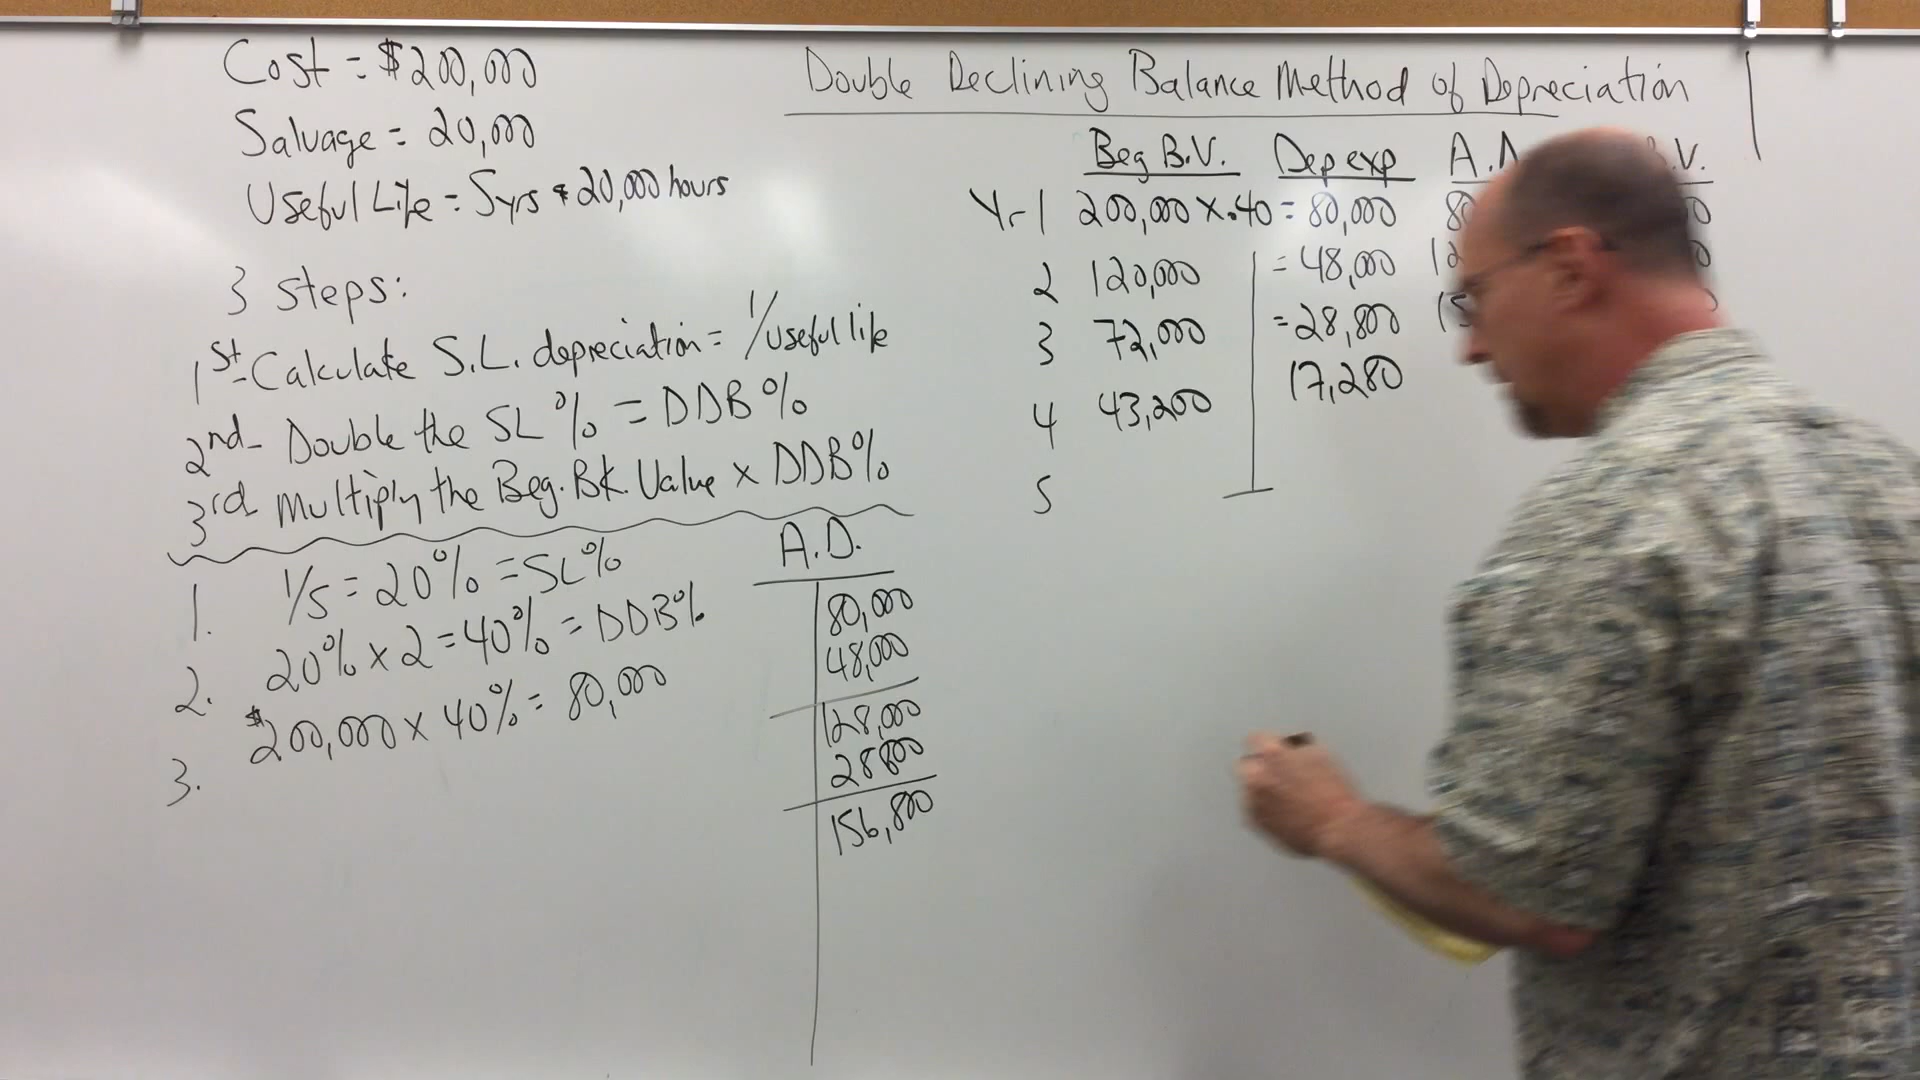 Cost = $200,000
Salvage = 20,000
Useful Life = 5yrs * 20,000 hours
3 steps:
1st - Calculate S.L. depreciation = 1/useful life
2nd - Double the SL % = DDB%
3rd Multiply the Beg. Bk. Value x DDB%
1. 1/5 = 20% = SL%
2. 20% x 2 = 40% = DDB%
3. $200,000 x 40% = 80,000
A.D.
80,000
48,000
128,000
28800
156,800
Double Declining Balance Method of Depreciation
Beg B.V. Dep exp A.D B.V.
Yr 1 200,000 x .40 = 80,000
2 120,000 = 48,000
3 72,000 = 28,800
4 43,200 17,280
5